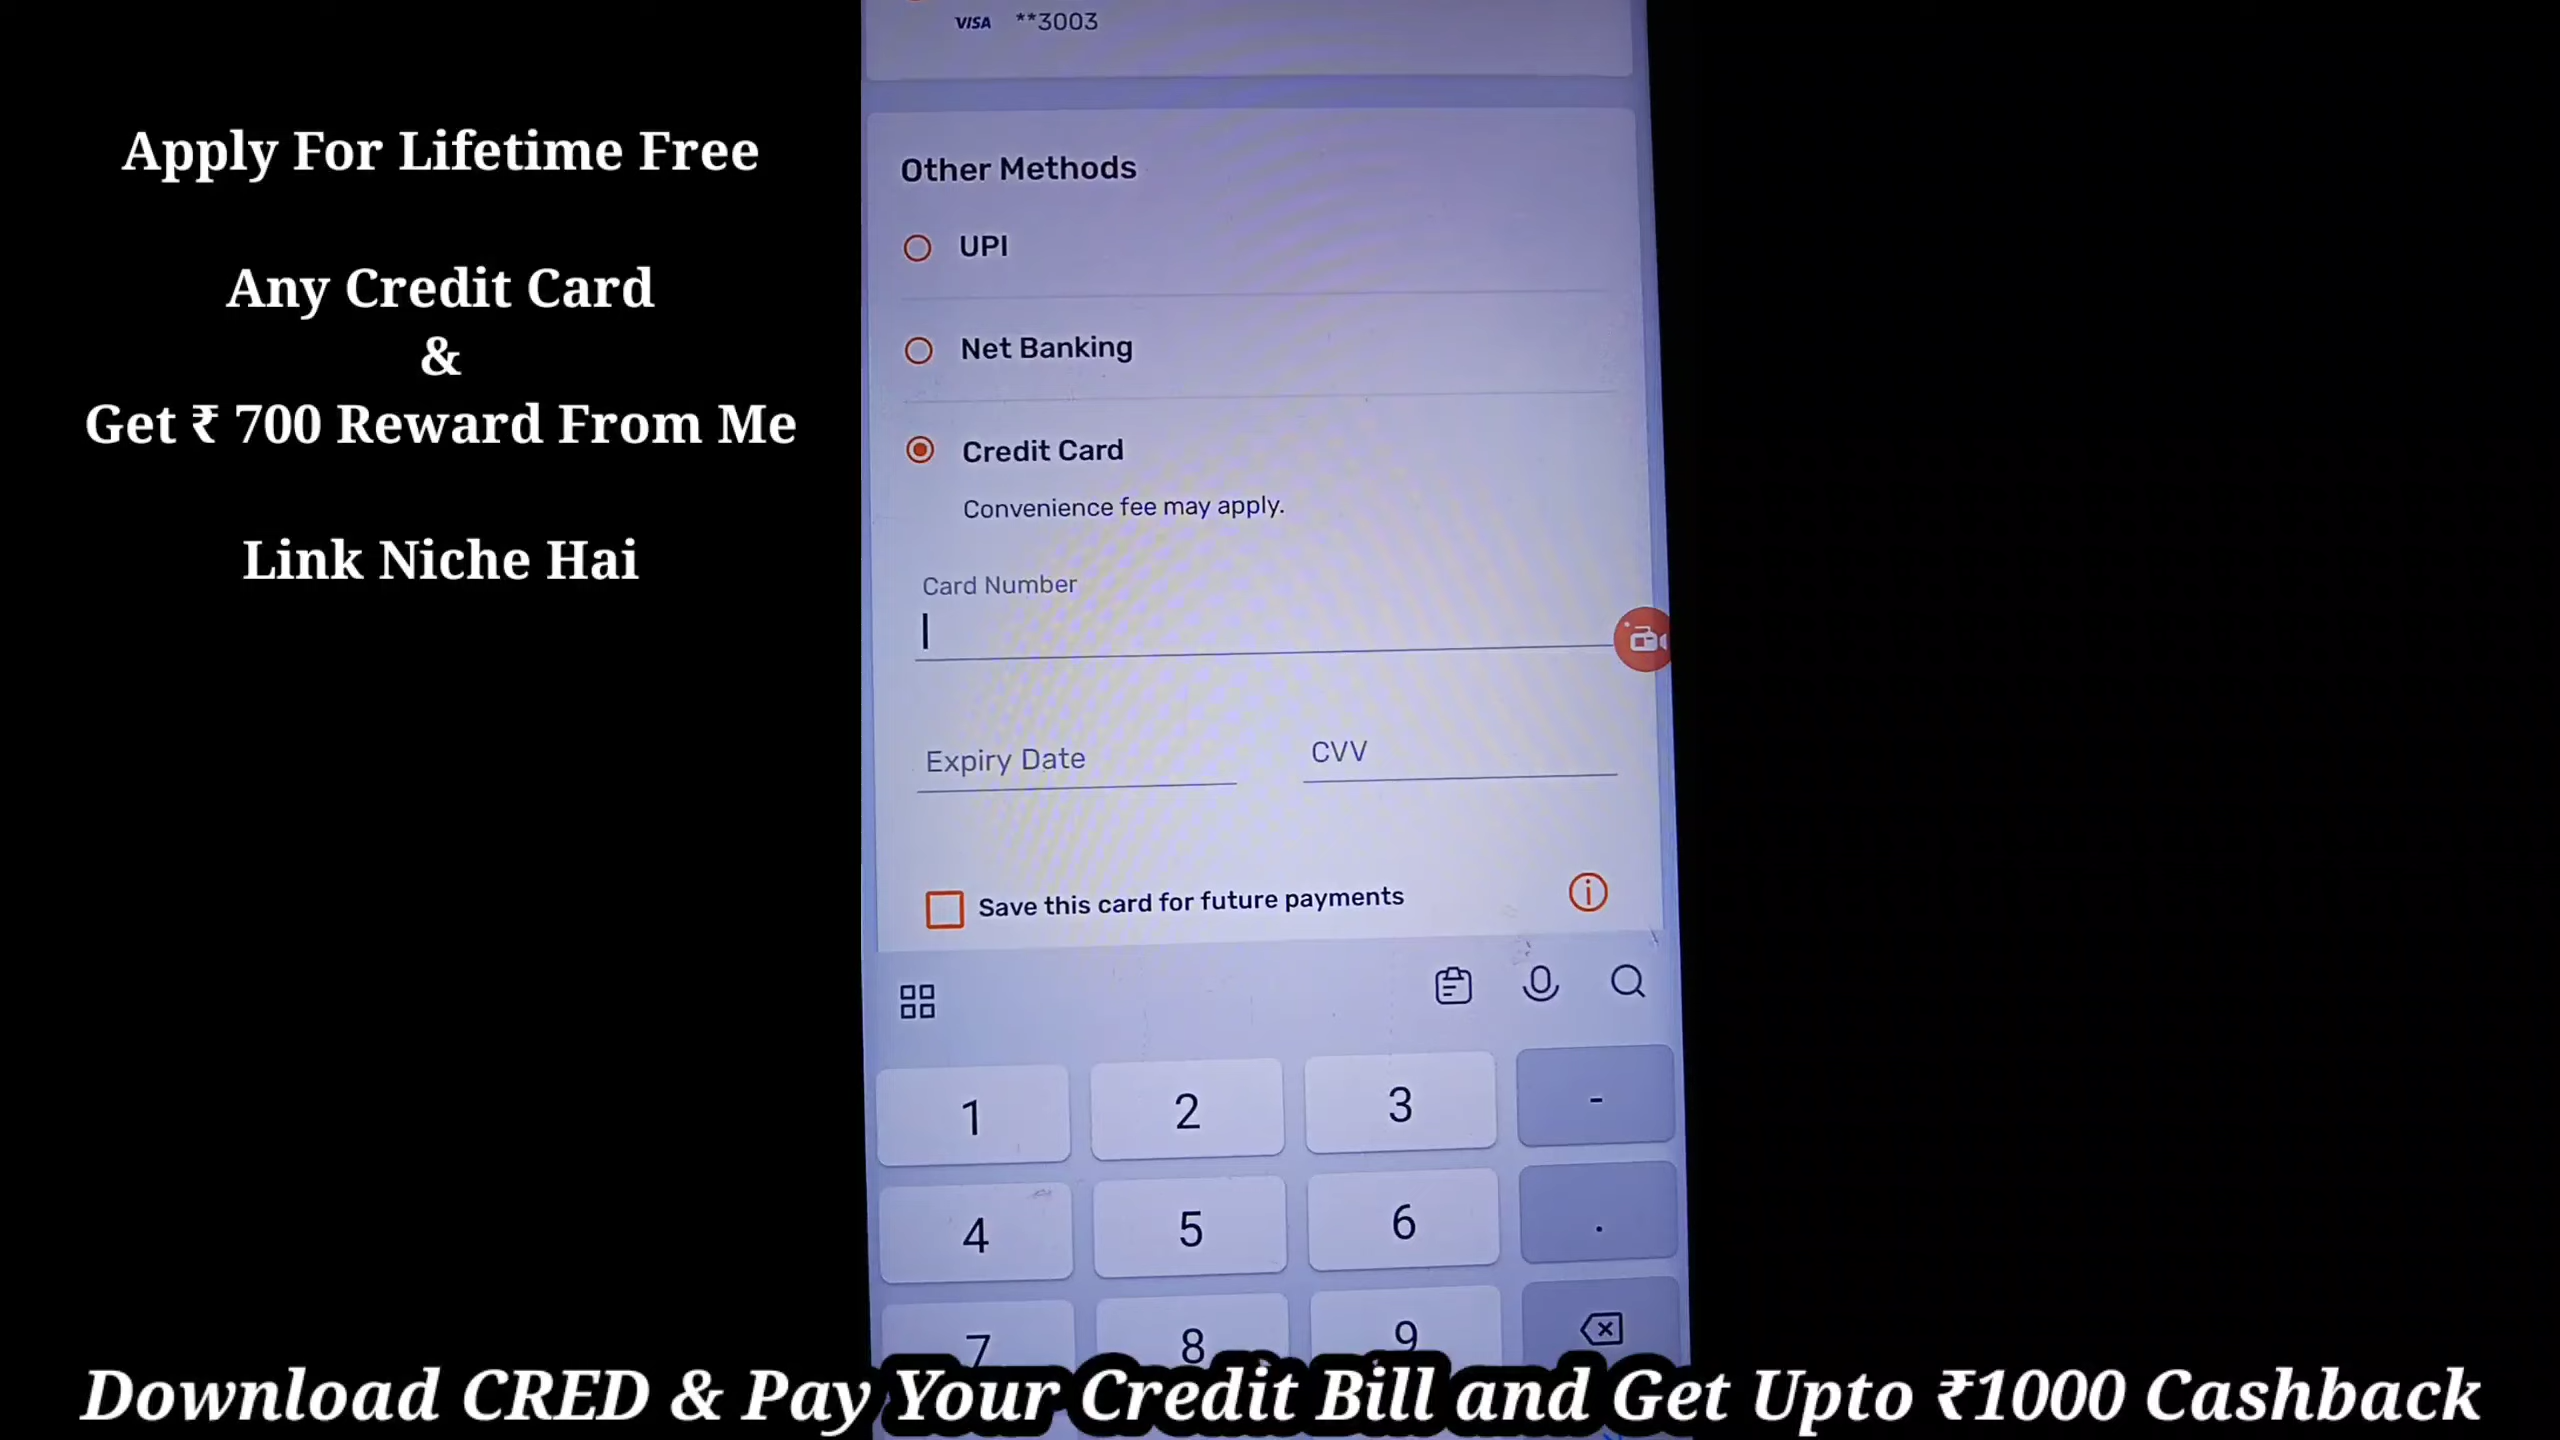 Apply For Lifetime Free
Any Credit Card
&
Get ₹ 700 Reward From Me
Link Niche Hai
VISA **3003
Other Methods
UPI
Net Banking
Credit Card
Convenience fee may apply.
Card Number
Expiry Date
CVV
Save this card for future payments
1 2 3 -
4 5 6 .
7 8 9
Download CRED & Pay Your Credit Bill and Get Upto ₹1000 Cashback